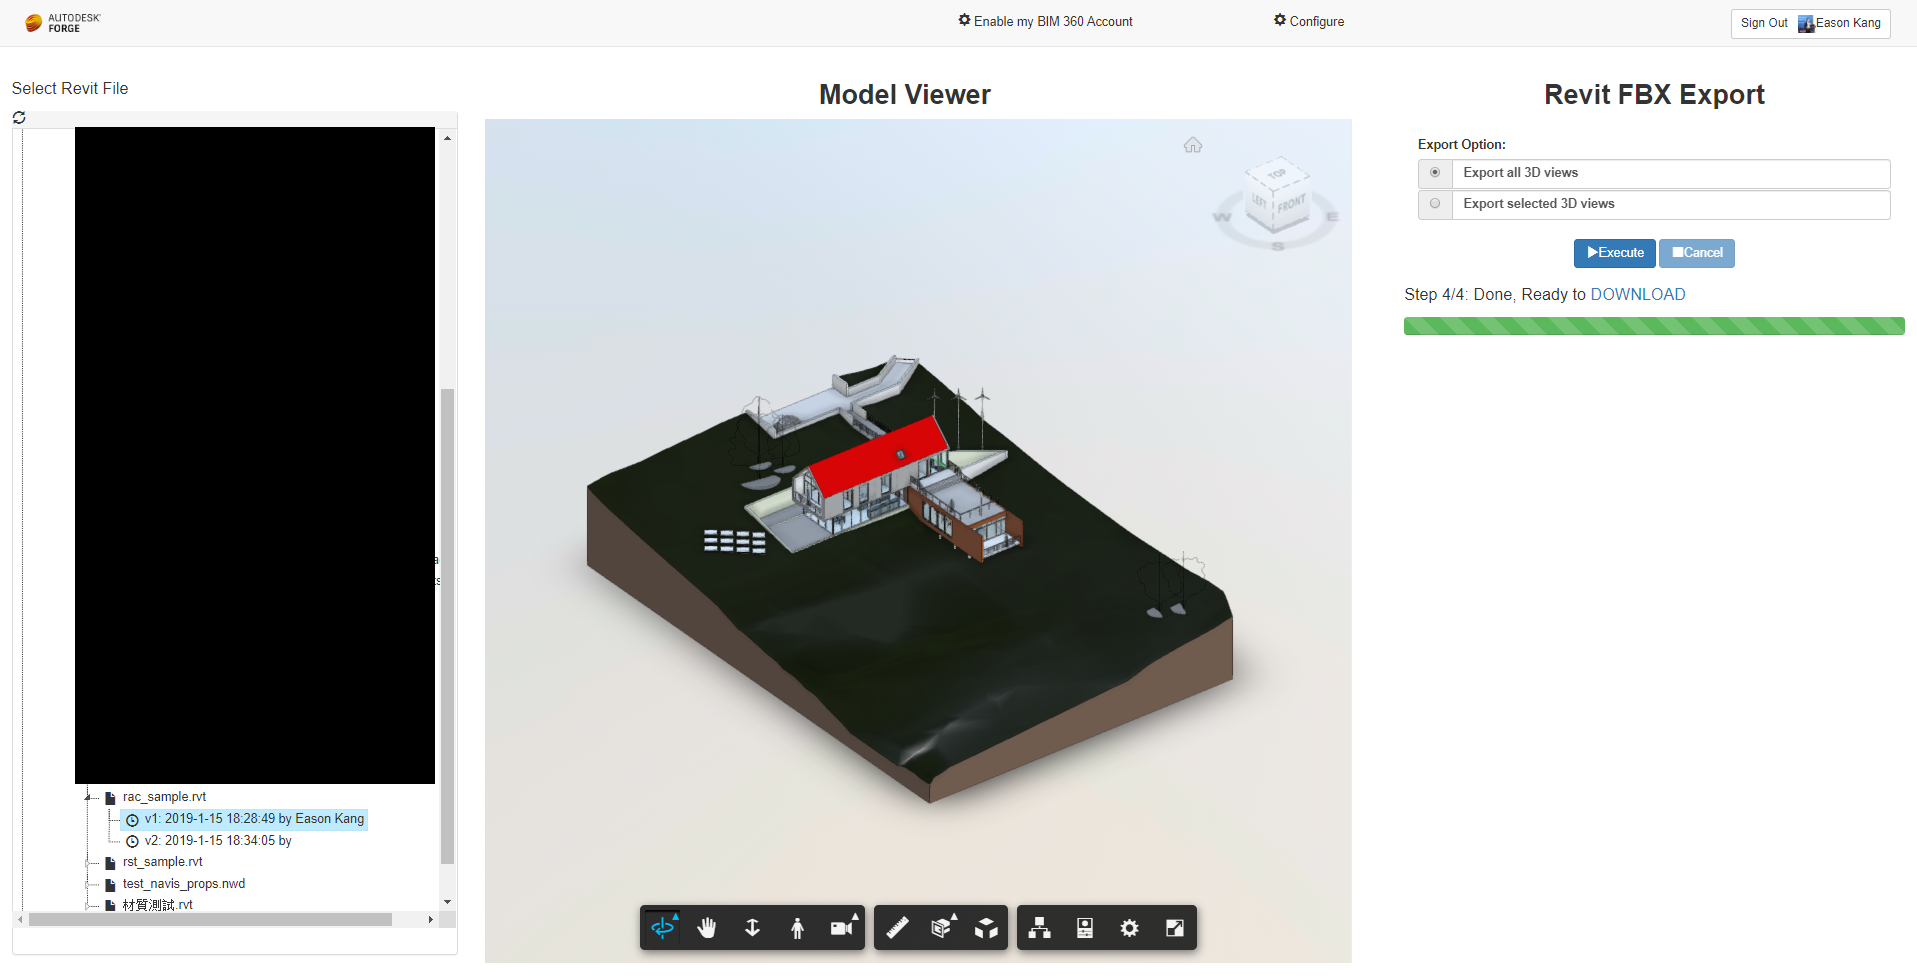 AUTODESK®
FORGE
Enable my BIM 360 Account
Configure
Sign Out Eason Kang
Select Revit File
rac_sample.rvt
v1: 2019-1-15 18:28:49 by Eason Kang
v2: 2019-1-15 18:34:05 by
rst_sample.rvt
test_navis_props.nwd
材質測試.rvt
Model Viewer
TOP
LEFT
FRONT
W
E
S
Revit FBX Export
Export Option:
Export all 3D views
Export selected 3D views
Execute
Cancel
Step 4/4: Done, Ready to DOWNLOAD